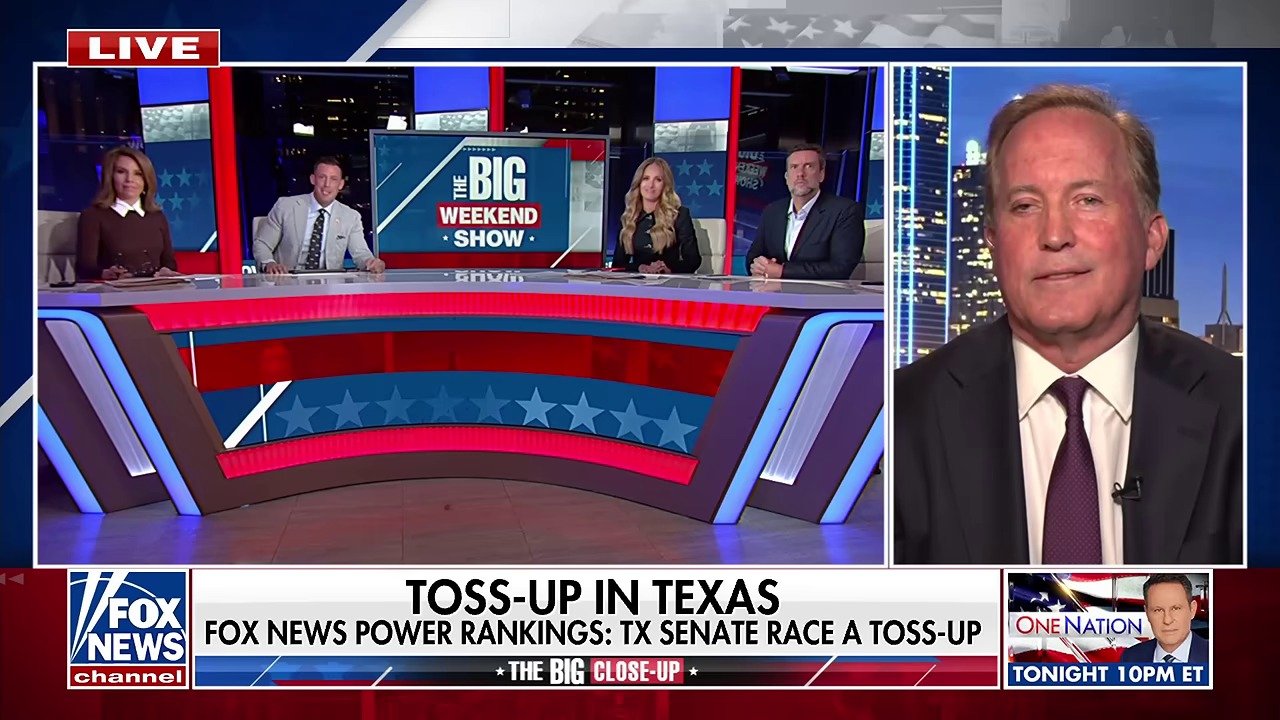 LIVE
THE BIG
WEEKEND
SHOW
FOX
NEWS
channel
TOSS-UP IN TEXAS
FOX NEWS POWER RANKINGS: TX SENATE RACE A TOSS-UP
THE BIG CLOSE-UP
ONE NATION
TONIGHT 10PM ET